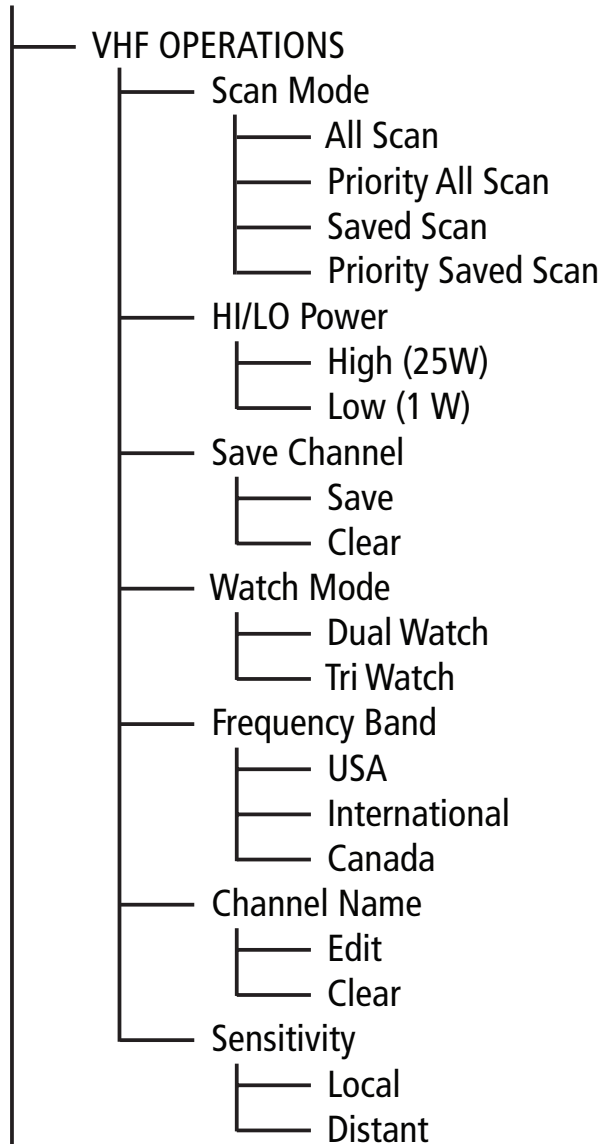 VHF OPERATIONS
Scan Mode
All Scan
Priority All Scan
Saved Scan
Priority Saved Scan
HI/LO Power
High (25W)
Low (1 W)
Save Channel
Save
Clear
Watch Mode
Dual Watch
Tri Watch
Frequency Band
USA
International
Canada
Channel Name
Edit
Clear
Sensitivity
Local
Distant